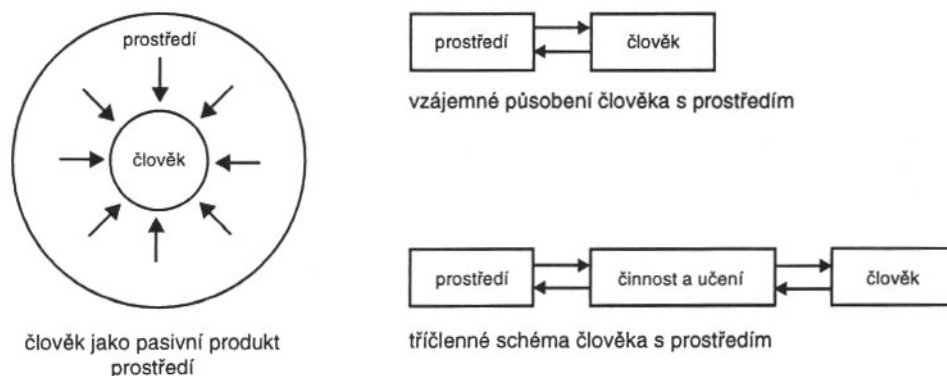 prostředí
člověk
člověk jako pasivní produkt
prostředí
prostředí
člověk
vzájemné působení člověka s prostředím
prostředí
činnost a učení
člověk
tříčlenné schéma člověka s prostředím